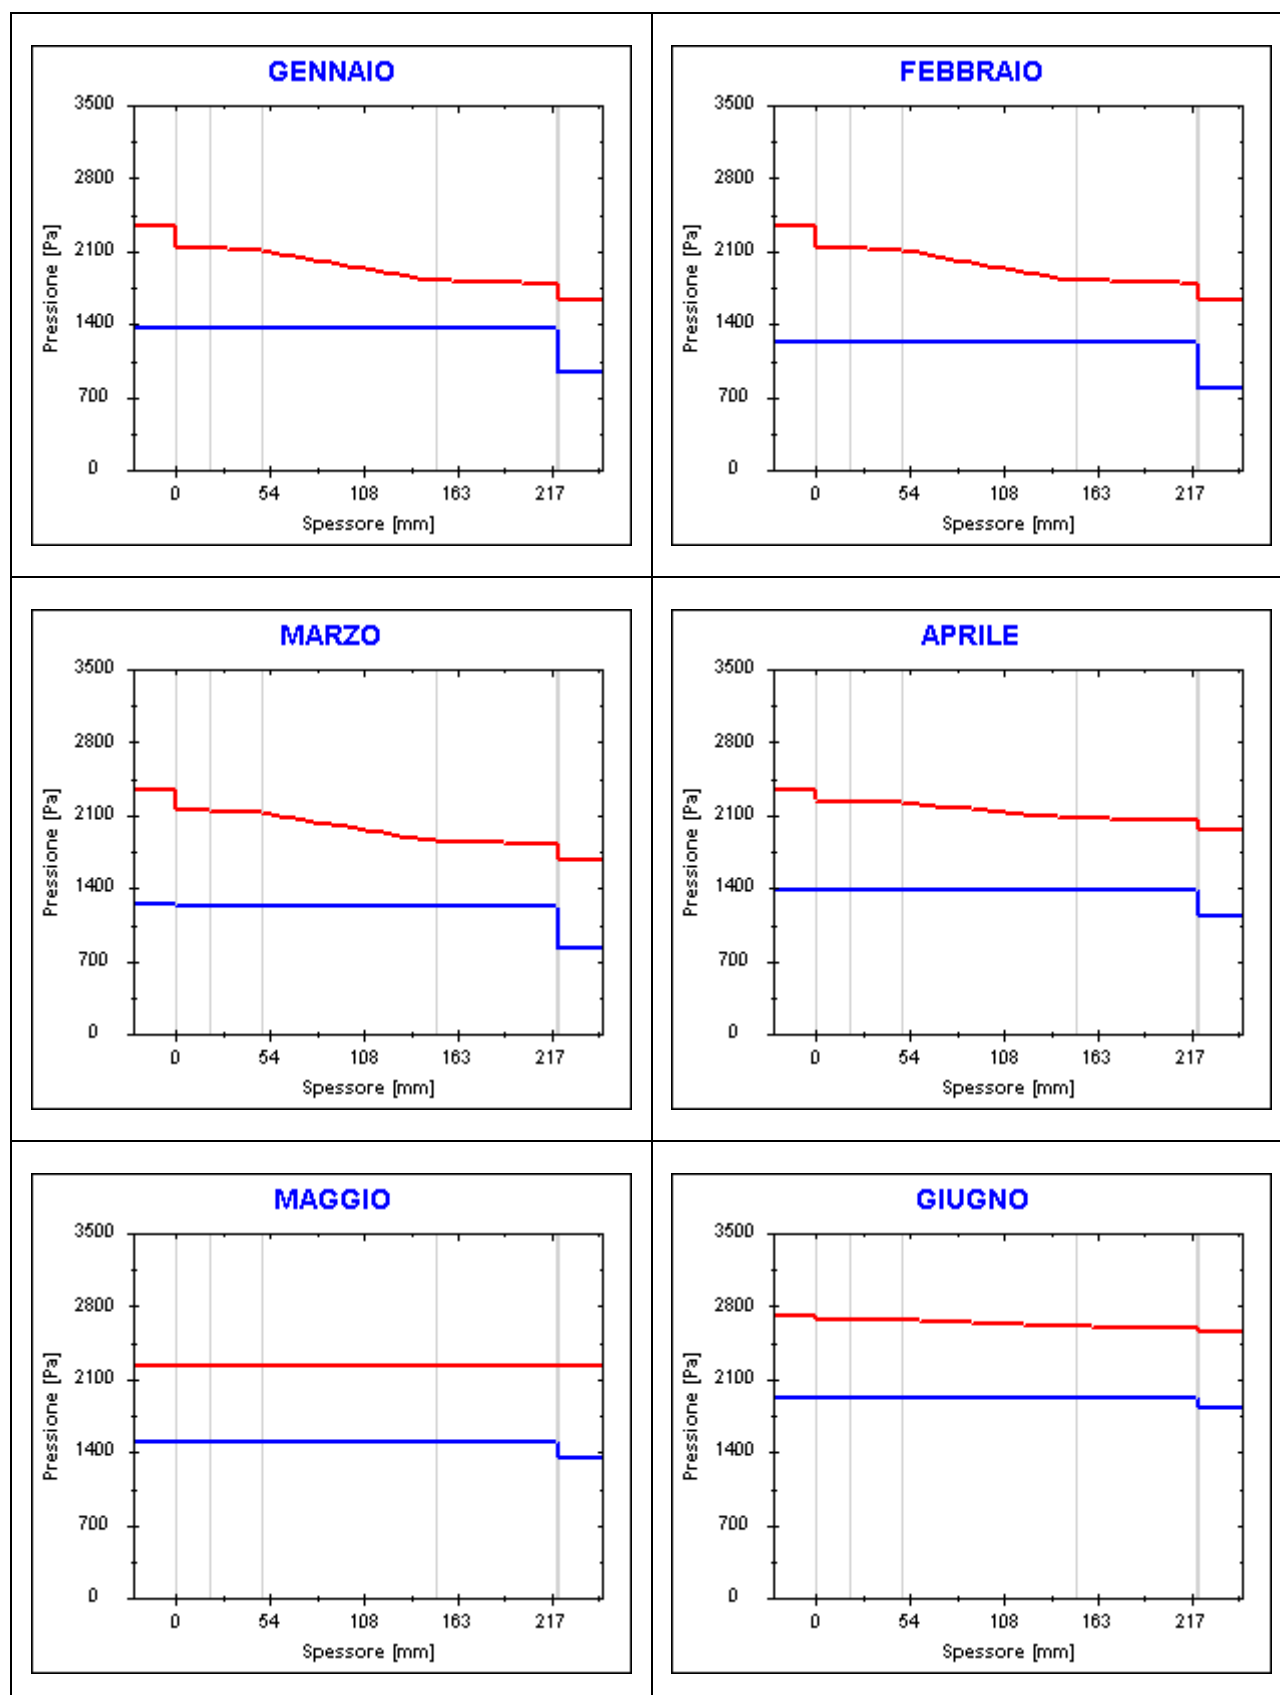 GENNAIO
3500
2800
2100
1400
700
0
Pressione [Pa]
0 54 108 163 217
Spessore [mm]
FEBBRAIO
3500
2800
2100
1400
700
0
Pressione [Pa]
0 54 108 163 217
Spessore [mm]
MARZO
3500
2800
2100
1400
700
0
Pressione [Pa]
0 54 108 163 217
Spessore [mm]
APRILE
3500
2800
2100
1400
700
0
Pressione [Pa]
0 54 108 163 217
Spessore [mm]
MAGGIO
3500
2800
2100
1400
700
0
Pressione [Pa]
0 54 108 163 217
Spessore [mm]
GIUGNO
3500
2800
2100
1400
700
0
Pressione [Pa]
0 54 108 163 217
Spessore [mm]